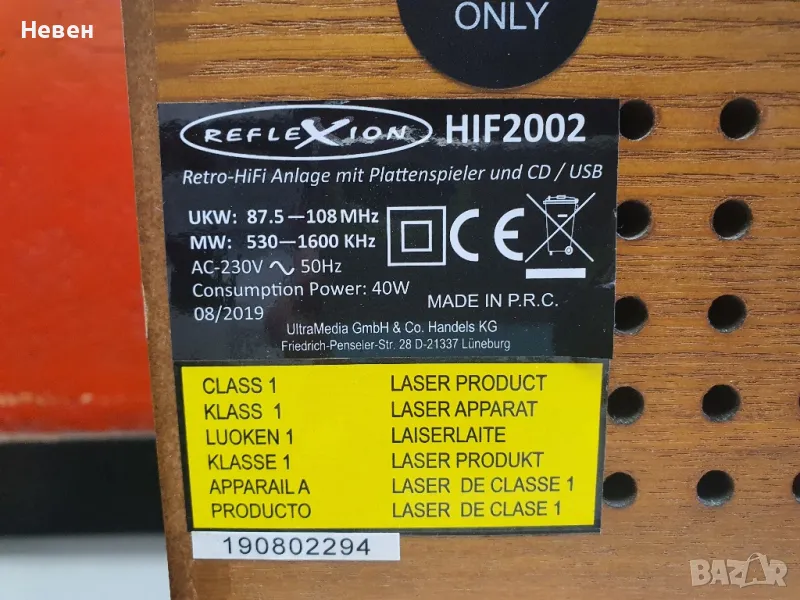 Невен
ONLY
REFLEXION HIF2002
Retro-HiFi Anlage mit Plattenspieler und CD / USB
UKW: 87.5—108 MHz
MW: 530—1600 KHz
AC-230V ~ 50Hz
Consumption Power: 40W
08/2019
CE
MADE IN P.R.C.
UltraMedia GmbH & Co. Handels KG
Friedrich-Penseler-Str. 28 D-21337 Lüneburg
CLASS 1 LASER PRODUCT
KLASS 1 LASER APPARAT
LUOKEN 1 LAISERLAITE
KLASSE 1 LASER PRODUKT
APPARAIL A LASER DE CLASSE 1
PRODUCTO LASER DE CLASE 1
190802294
BAZAR